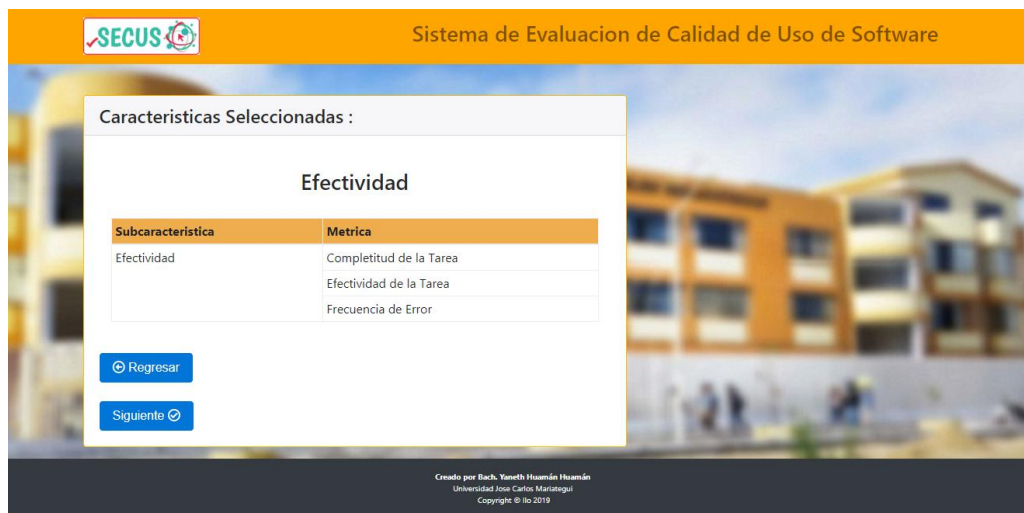 SECUS
Sistema de Evaluacion de Calidad de Uso de Software
Caracteristicas Seleccionadas :
Efectividad
Subcaracteristica Metrica
Efectividad Completitud de la Tarea
Efectividad de la Tarea
Frecuencia de Error
Regresar
Siguiente
Creado por Bach. Yaneth Huamán Huamán
Universidad Jose Carlos Mariategui
Copyright © Ilo 2019